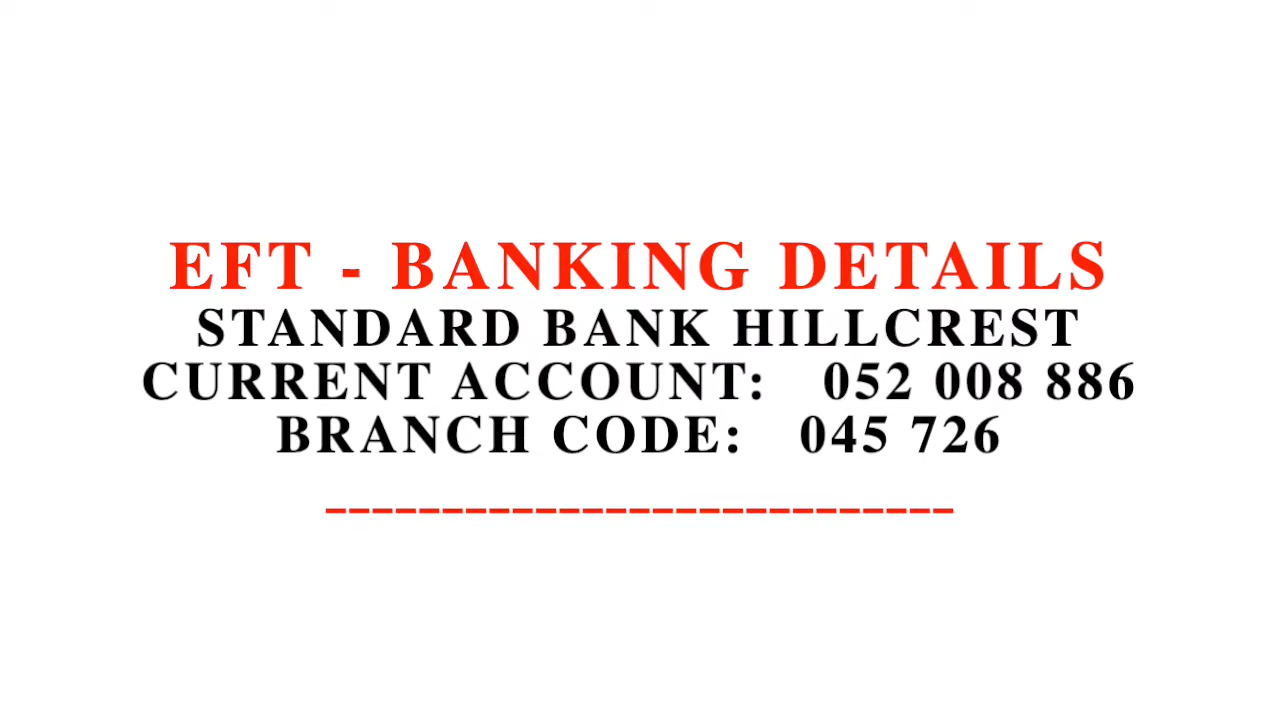 EFT - BANKING DETAILS
STANDARD BANK HILLCREST
CURRENT ACCOUNT: 052 008 886
BRANCH CODE: 045 726
---------------------------